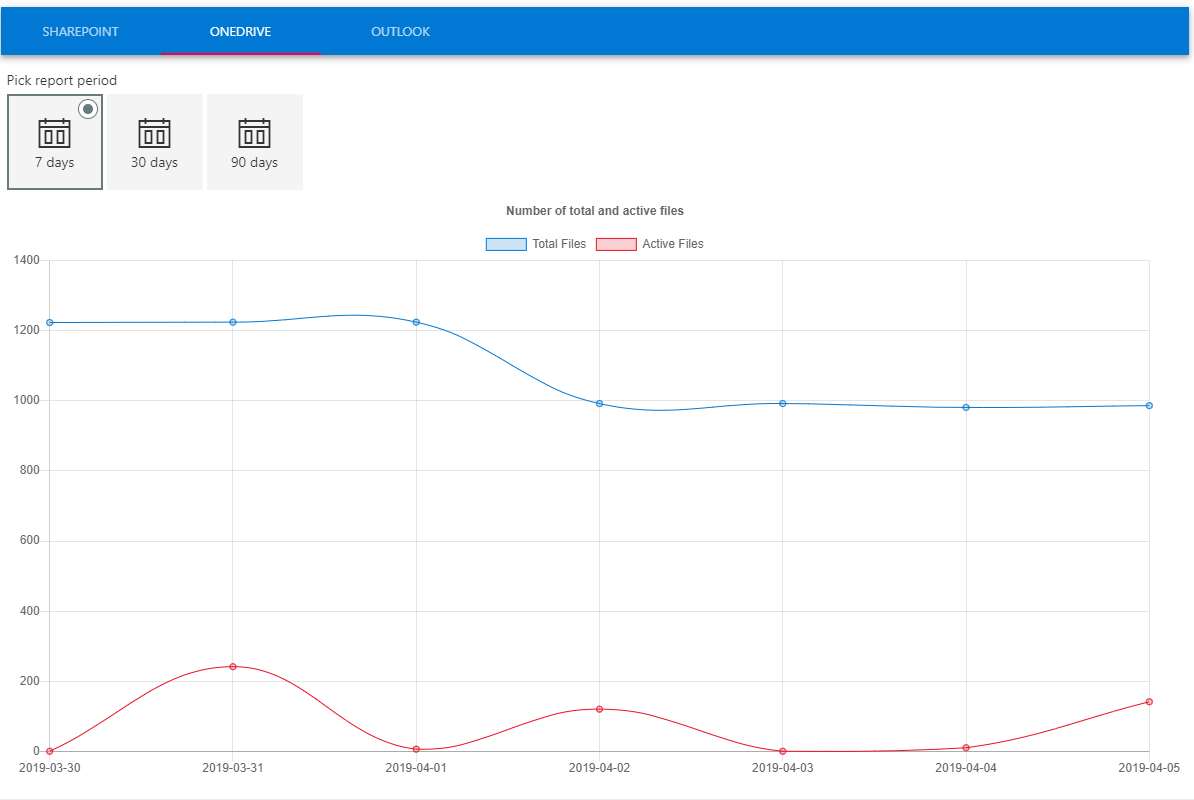 SHAREPOINT ONEDRIVE OUTLOOK
Pick report period
7 days 30 days 90 days
Number of total and active files
Total Files Active Files
1400
1200
1000
800
600
400
200
0
2019-03-30 2019-03-31 2019-04-01 2019-04-02 2019-04-03 2019-04-04 2019-04-05